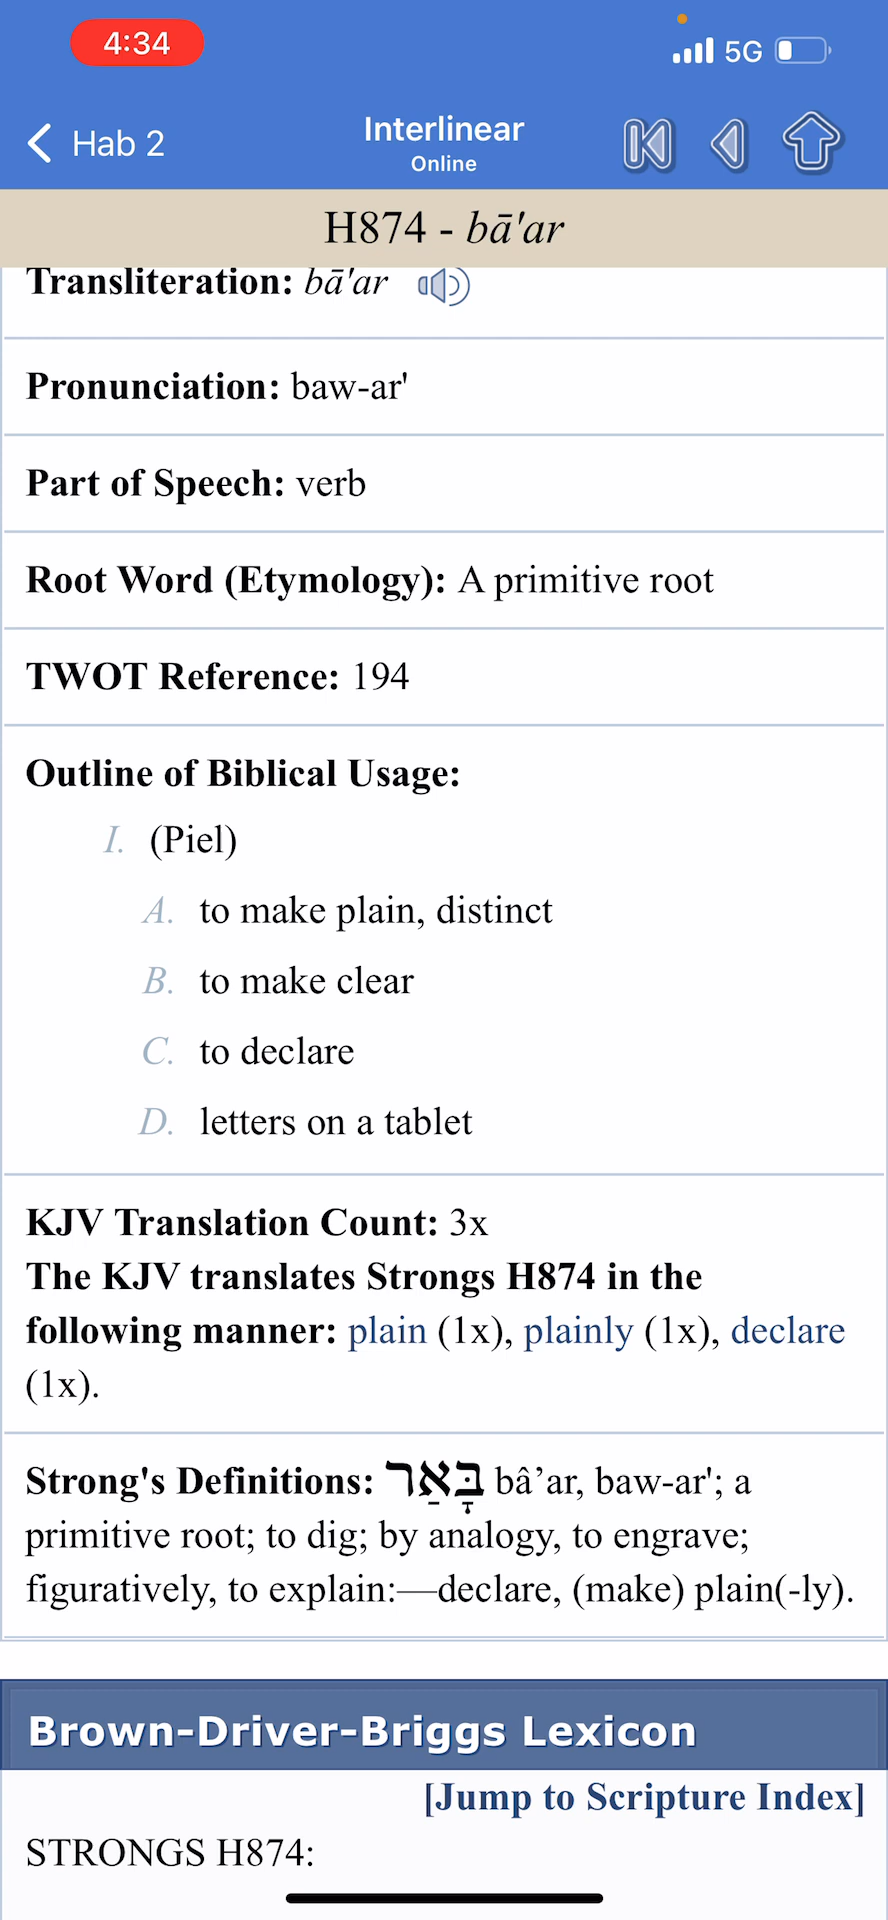 4:34
5G
Hab 2
Interlinear
Online
H874 - bā'ar
Transliteration: bā'ar
Pronunciation: baw-ar'
Part of Speech: verb
Root Word (Etymology): A primitive root
TWOT Reference: 194
Outline of Biblical Usage:
I. (Piel)
A. to make plain, distinct
B. to make clear
C. to declare
D. letters on a tablet
KJV Translation Count: 3x
The KJV translates Strongs H874 in the
following manner: plain (1x), plainly (1x), declare
(1x).
Strong's Definitions: בָּאַר bâʼar, baw-ar'; a
primitive root; to dig; by analogy, to engrave;
figuratively, to explain:—declare, (make) plain(-ly).
Brown-Driver-Briggs Lexicon
[Jump to Scripture Index]
STRONGS H874: